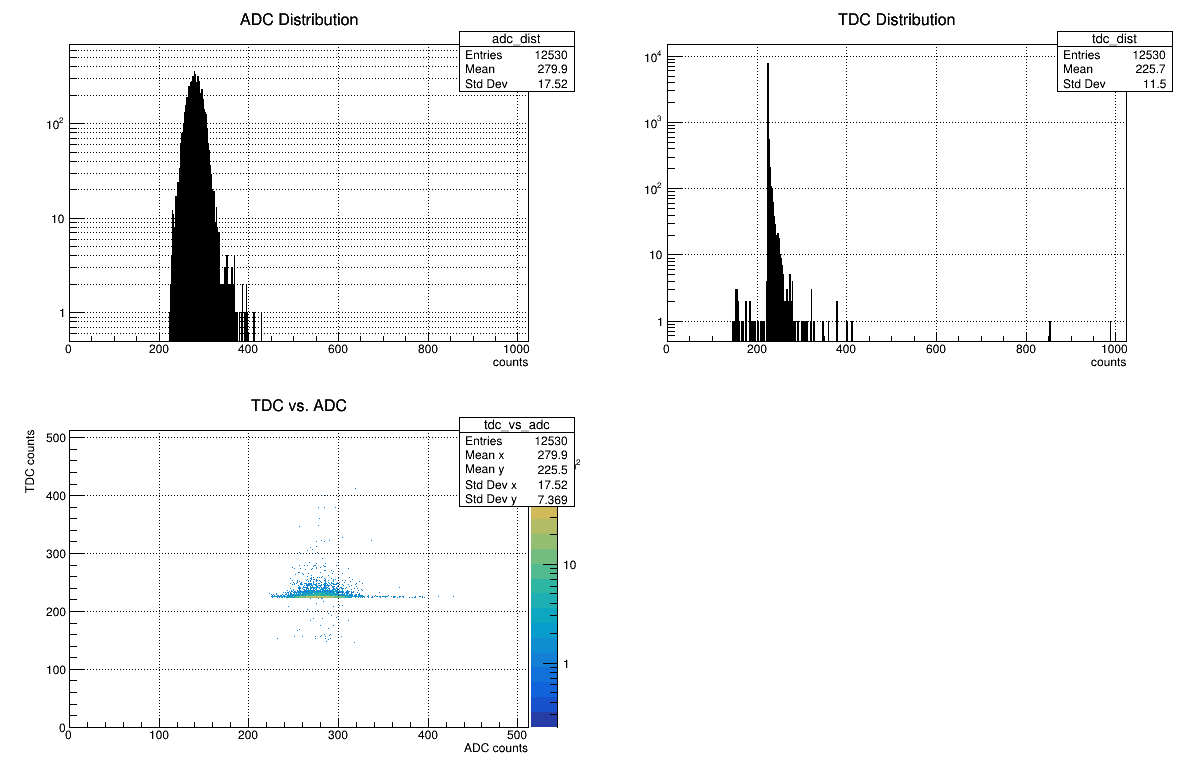 ADC Distribution
adc_dist
Entries 12530
Mean 279.9
Std Dev 17.52
10²
10
1
0 200 400 600 800 1000
counts
TDC Distribution
tdc_dist
Entries 12530
Mean 225.7
Std Dev 11.5
10⁴
10³
10²
10
1
0 200 400 600 800 1000
counts
TDC vs. ADC
tdc_vs_adc
Entries 12530
Mean x 279.9
Mean y 225.5
Std Dev x 17.52
Std Dev y 7.369
TDC counts
500
400
300
200
100
0
0 100 200 300 400 500
ADC counts
2
10
1